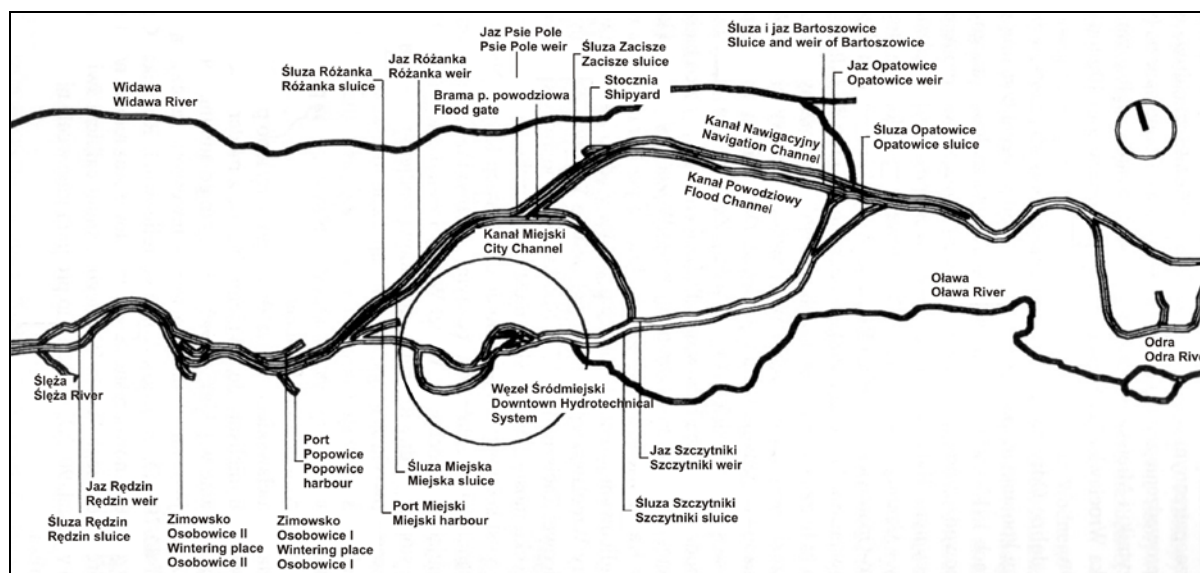 Jaz Psie Pole
Psie Pole weir
Śluza Zacisze
Zacisze sluice
Śluza i jaz Bartoszowice
Sluice and weir of Bartoszowice
Jaz Różanka
Różanka weir
Śluza Różanka
Różanka sluice
Jaz Opatowice
Opatowice weir
Stocznia
Shipyard
Widawa
Widawa River
Brama p. powodziowa
Flood gate
Kanał Nawigacyjny
Navigation Channel
Śluza Opatowice
Opatowice sluice
Kanał Powodziowy
Flood Channel
Kanał Miejski
City Channel
Oława
Oława River
Odra
Odra Rive
Ślęża
Ślęża River
Węzeł Śródmiejski
Downtown Hydrotechnical
System
Port
Popowice
Popowice
harbour
Śluza Miejska
Miejska sluice
Jaz Szczytniki
Szczytniki weir
Jaz Rędzin
Rędzin weir
Port Miejski
Miejski harbour
Śluza Szczytniki
Szczytniki sluice
Śluza Rędzin
Rędzin sluice
Zimowsko
Osobowice II
Wintering place
Osobowice II
Zimowsko
Osobowice I
Wintering place
Osobowice I